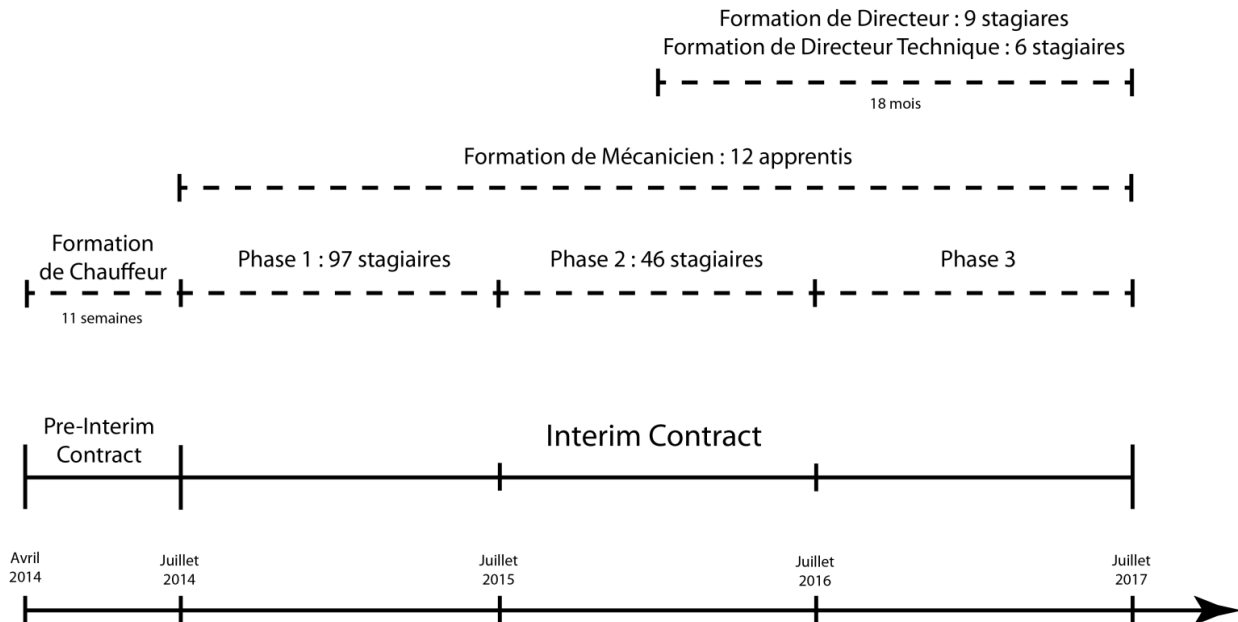 Formation de Directeur : 9 stagiares
Formation de Directeur Technique : 6 stagiaires
18 mois
Formation de Mécanicien : 12 apprentis
Formation
de Chauffeur
11 semaines
Phase 1 : 97 stagiaires
Phase 2 : 46 stagiaires
Phase 3
Pre-Interim
Contract
Interim Contract
Avril
2014
Juillet
2014
Juillet
2015
Juillet
2016
Juillet
2017